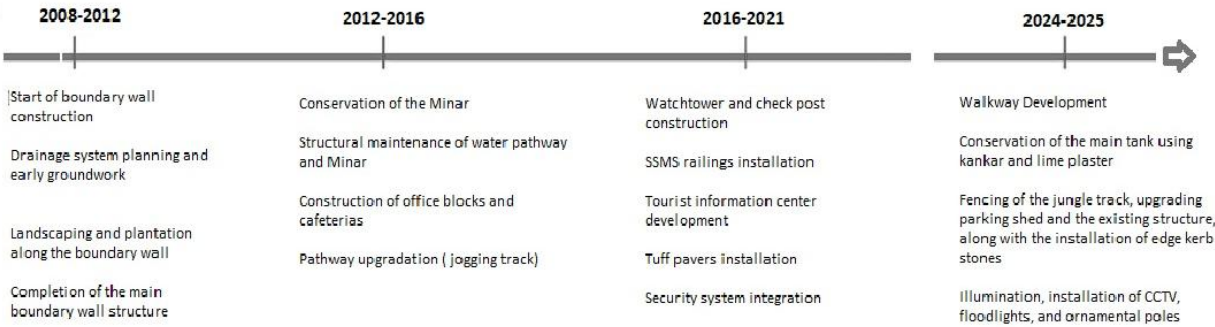 2008-2012
Start of boundary wall
construction
Drainage system planning and
early groundwork
Landscaping and plantation
along the boundary wall
Completion of the main
boundary wall structure
2012-2016
Conservation of the Minar
Structural maintenance of water pathway
and Minar
Construction of office blocks and
cafeterias
Pathway upgradation ( jogging track)
2016-2021
Watchtower and check post
construction
SSMS railings installation
Tourist information center
development
Tuff pavers installation
Security system integration
2024-2025
Walkway Development
Conservation of the main tank using
kankar and lime plaster
Fencing of the jungle track, upgrading
parking shed and the existing structure,
along with the installation of edge kerb
stones
Illumination, installation of CCTV,
floodlights, and ornamental poles